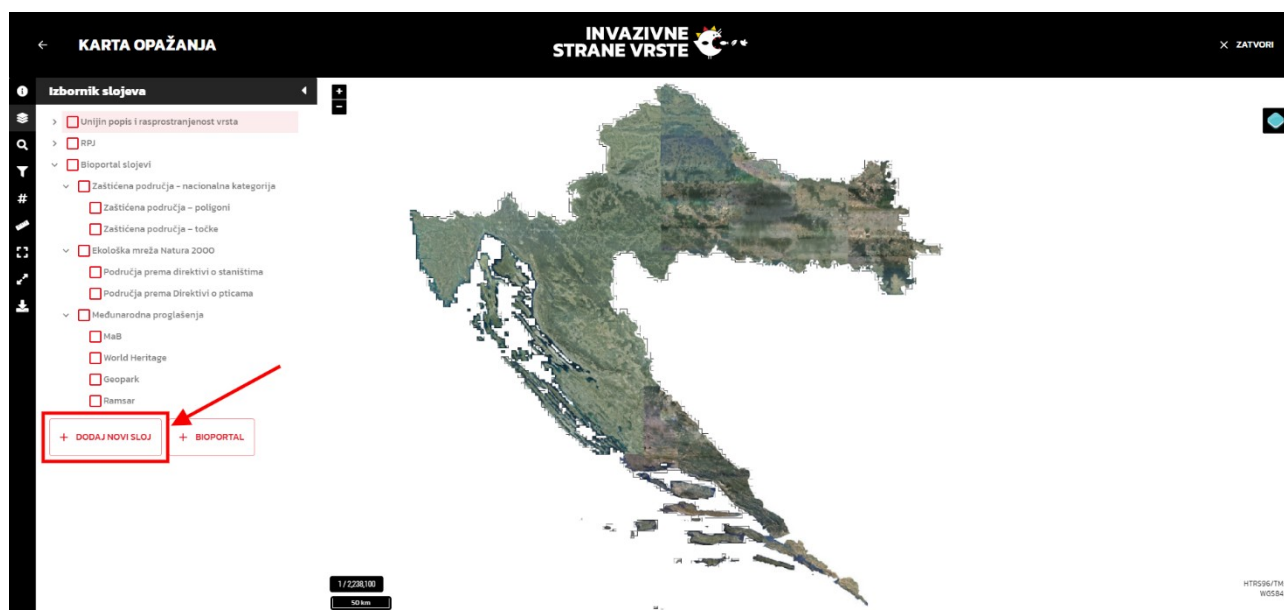 KARTA OPAŽANJA
INVAZIVNE
STRANE VRSTE
ZATVORI
Izbornik slojeva
Unijin popis i rasprostranjenost vrsta
RPJ
Bioportal slojevi
Zaštićena područja - nacionalna kategorija
Zaštićena područja – poligoni
Zaštićena područja – točke
Ekološka mreža Natura 2000
Područja prema direktivi o staništima
Područja prema Direktivi o pticama
Međunarodna proglašenja
MaB
World Heritage
Geopark
Ramsar
+ DODAJ NOVI SLOJ
+ BIOPORTAL
1 / 2,238,100
50 km
HTRS96/TM
WGS84